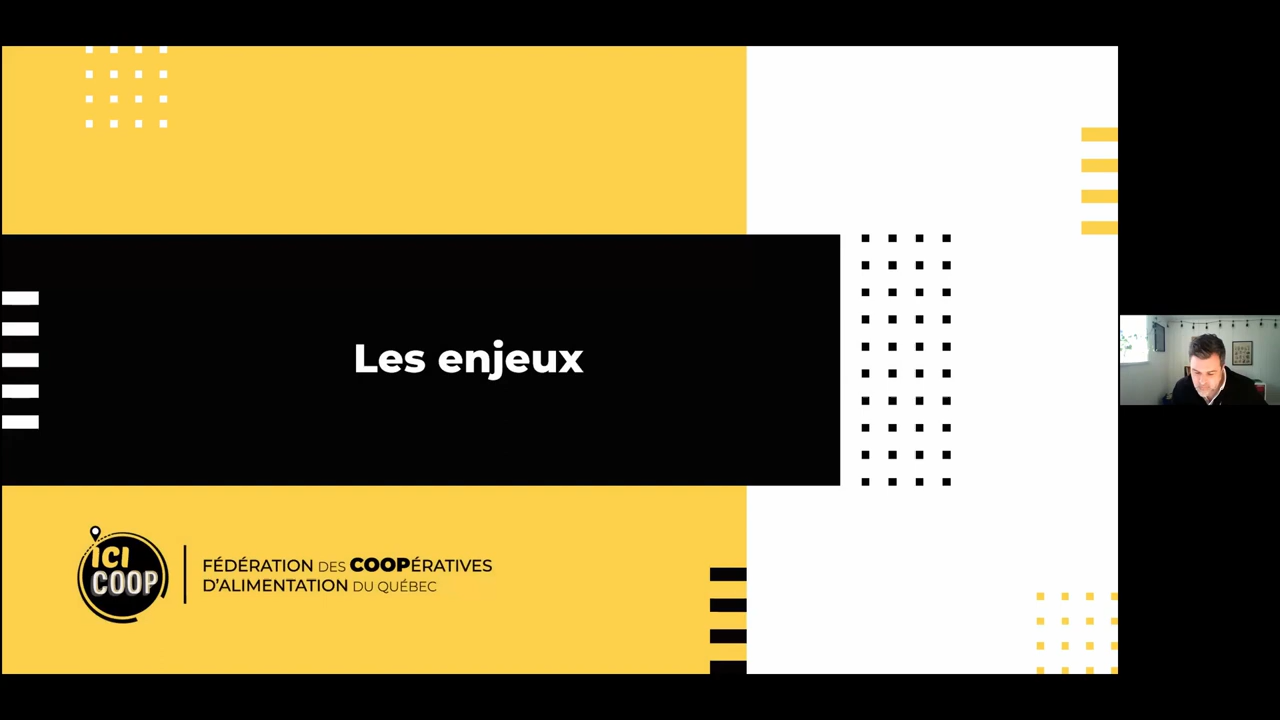 Les enjeux
ICI
COOP
FÉDÉRATION DES COOPÉRATIVES
D'ALIMENTATION DU QUÉBEC